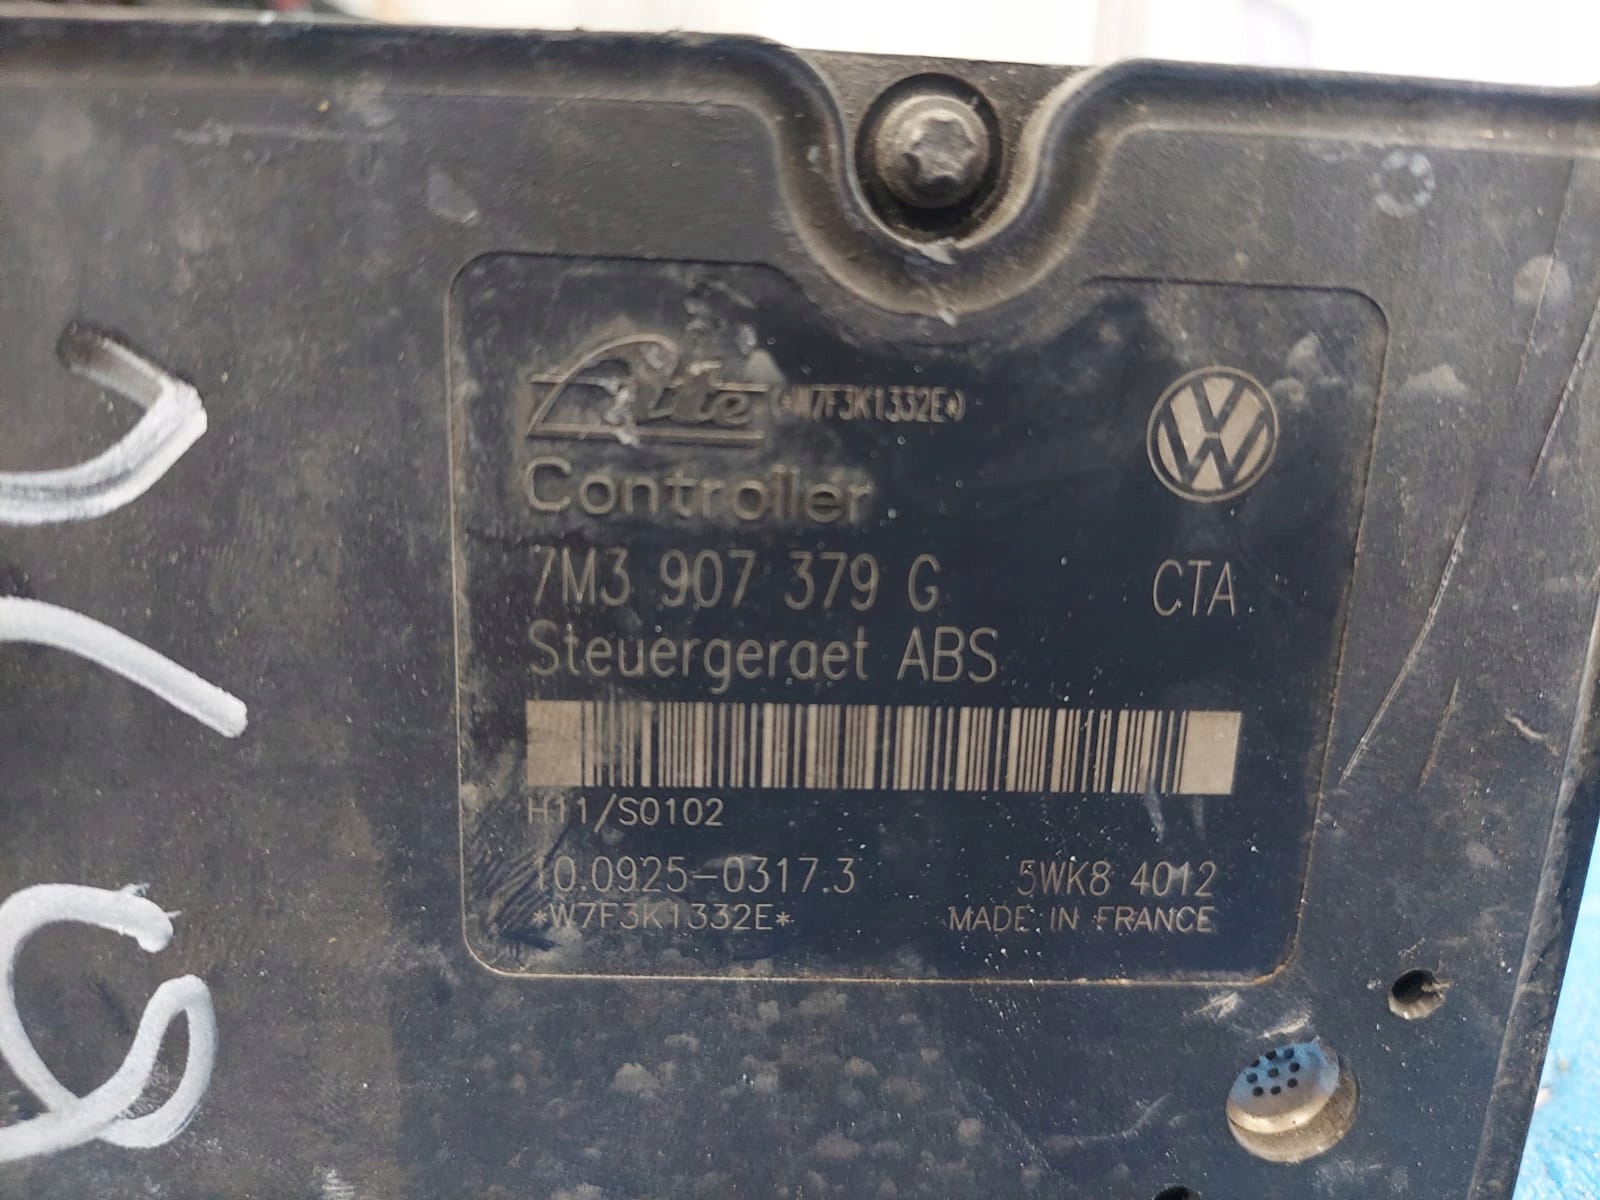 Ate (*W7F3K1332E*)
Controller
7M3 907 379 G CTA
Steuergeraet ABS
H11/S0102
10.0925-0317.3 5WK8 4012
*W7F3K1332E* MADE IN FRANCE